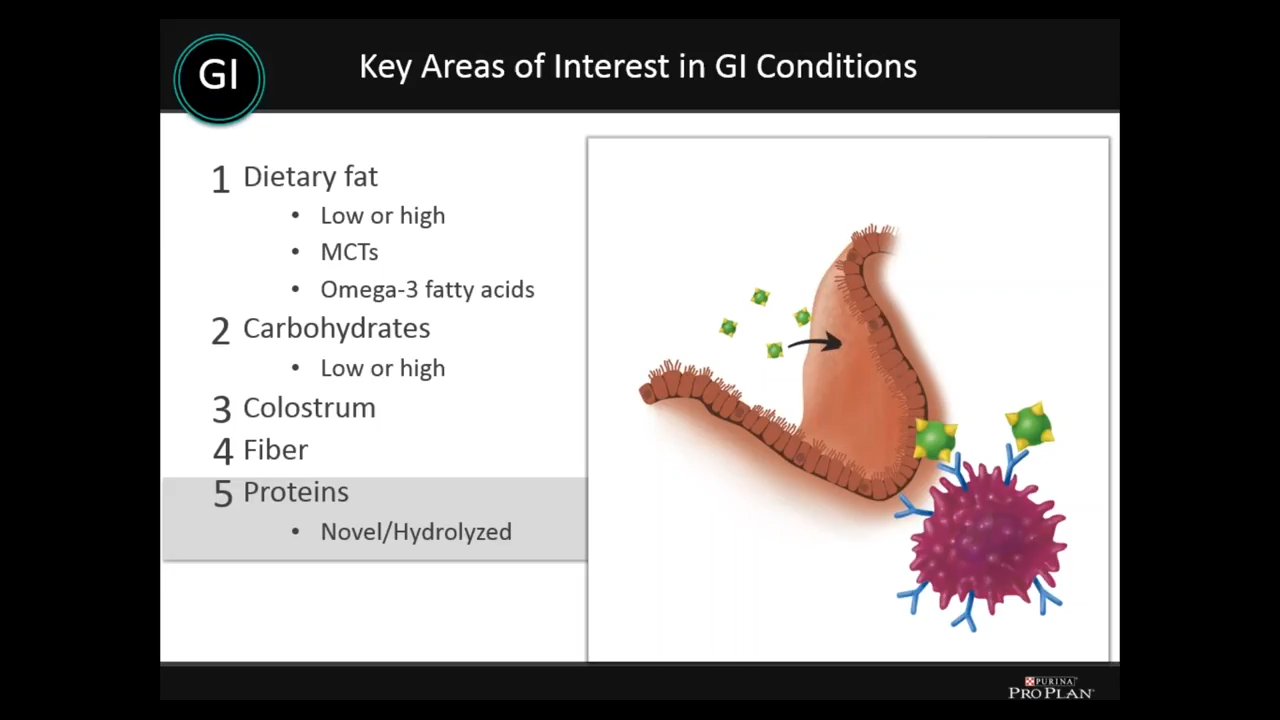 GI
Key Areas of Interest in GI Conditions
1 Dietary fat
• Low or high
• MCTs
• Omega-3 fatty acids
2 Carbohydrates
• Low or high
3 Colostrum
4 Fiber
5 Proteins
• Novel/Hydrolyzed
PURINA
PRO PLAN